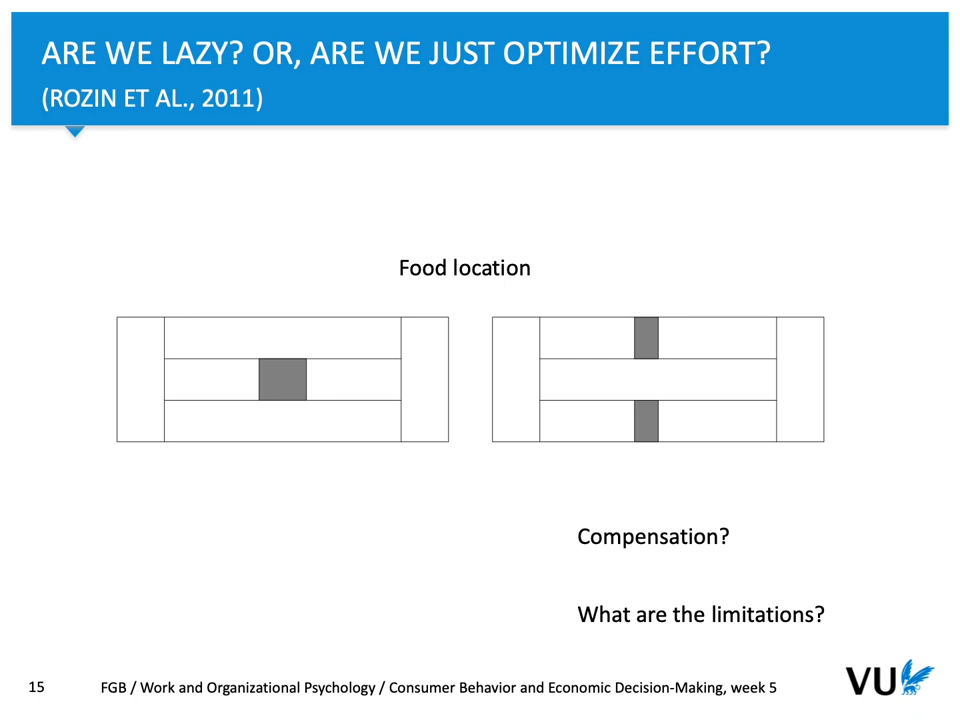 ARE WE LAZY? OR, ARE WE JUST OPTIMIZE EFFORT?
(ROZIN ET AL., 2011)
Food location
Compensation?
What are the limitations?
15
FGB / Work and Organizational Psychology / Consumer Behavior and Economic Decision-Making, week 5
VU